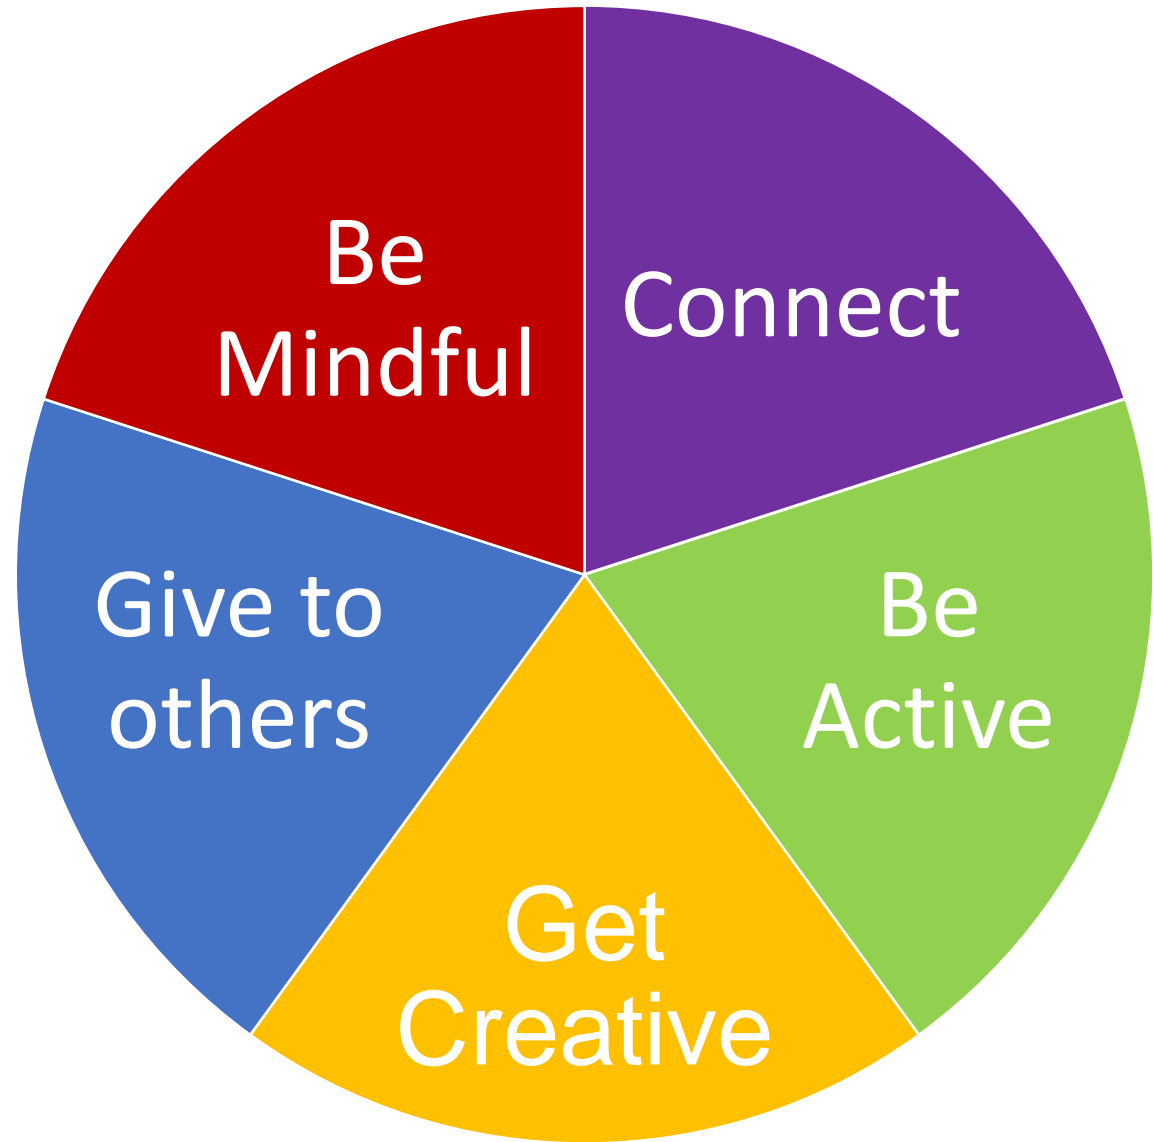 Be
Mindful
Connect
Give to
others
Be
Active
Get
Creative